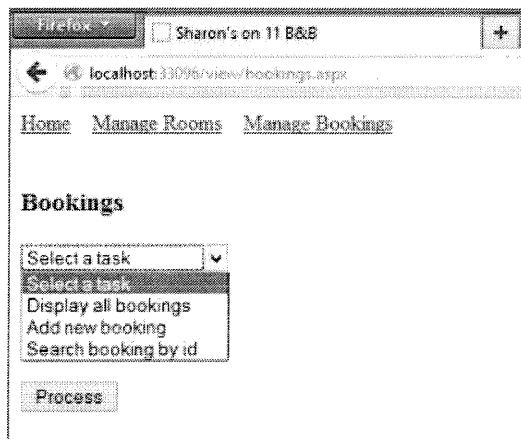 Firefox
Sharon's on 11 B&B
+
localhost:33096/view/bookings.aspx
Home Manage Rooms Manage Bookings
Bookings
Select a task
Select a task
Display all bookings
Add new booking
Search booking by id
Process